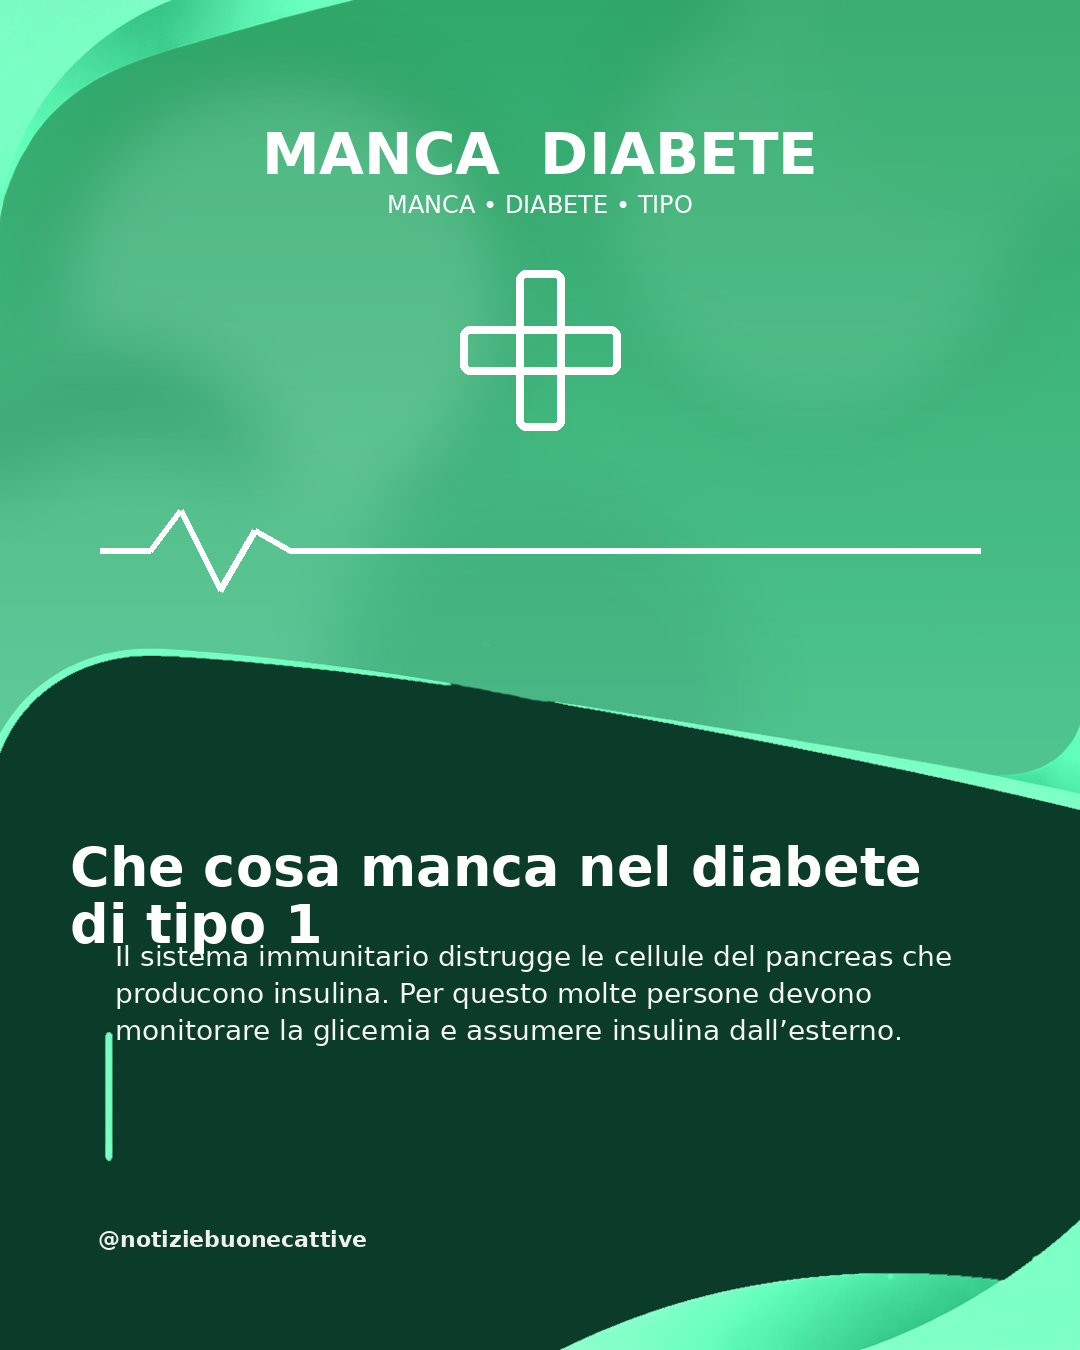 MANCA DIABETE
MANCA • DIABETE • TIPO
Che cosa manca nel diabete
di tipo 1
Il sistema immunitario distrugge le cellule del pancreas che
producono insulina. Per questo molte persone devono
monitorare la glicemia e assumere insulina dall’esterno.
@notiziebuonecattive